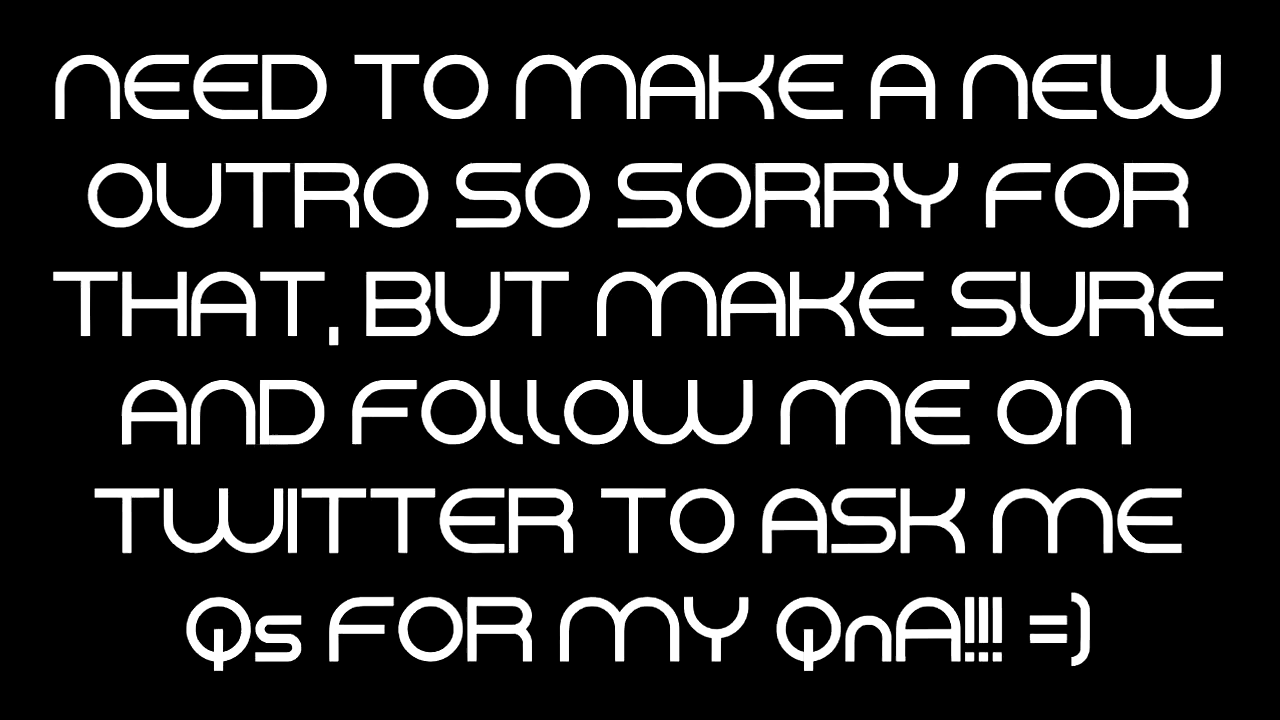 NEED TO MAKE A NEW
OUTRO SO SORRY FOR
THAT, BUT MAKE SURE
AND FOLLOW ME ON
TWITTER TO ASK ME
Qs FOR MY QnA!!! =)